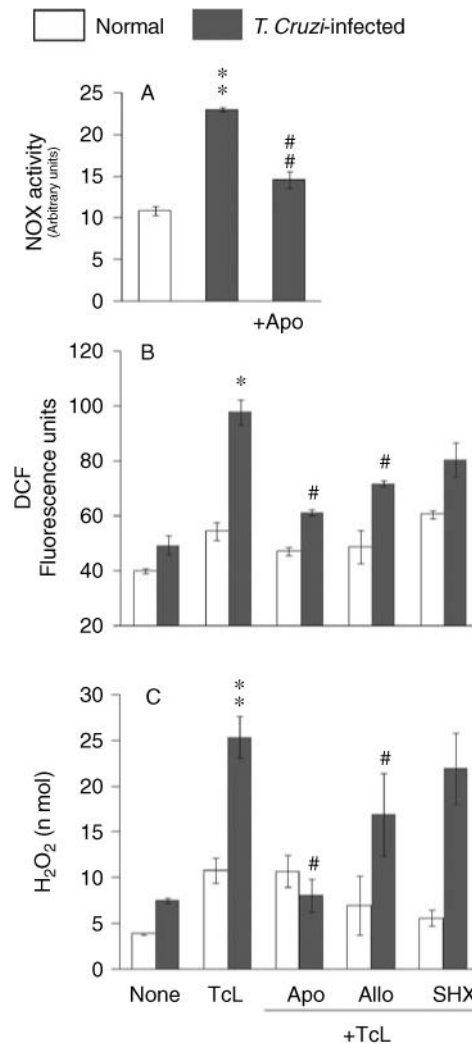 Normal T. Cruzi-infected
A
NOX activity
(Arbitrary units)
25
20
15
10
5
0
*
*
#
#
+Apo
B
DCF
Fluorescence units
120
100
80
60
40
20
*
#
#
C
H₂O₂ (n mol)
30
25
20
15
10
5
0
*
*
#
#
None TcL Apo Allo SHX
+TcL